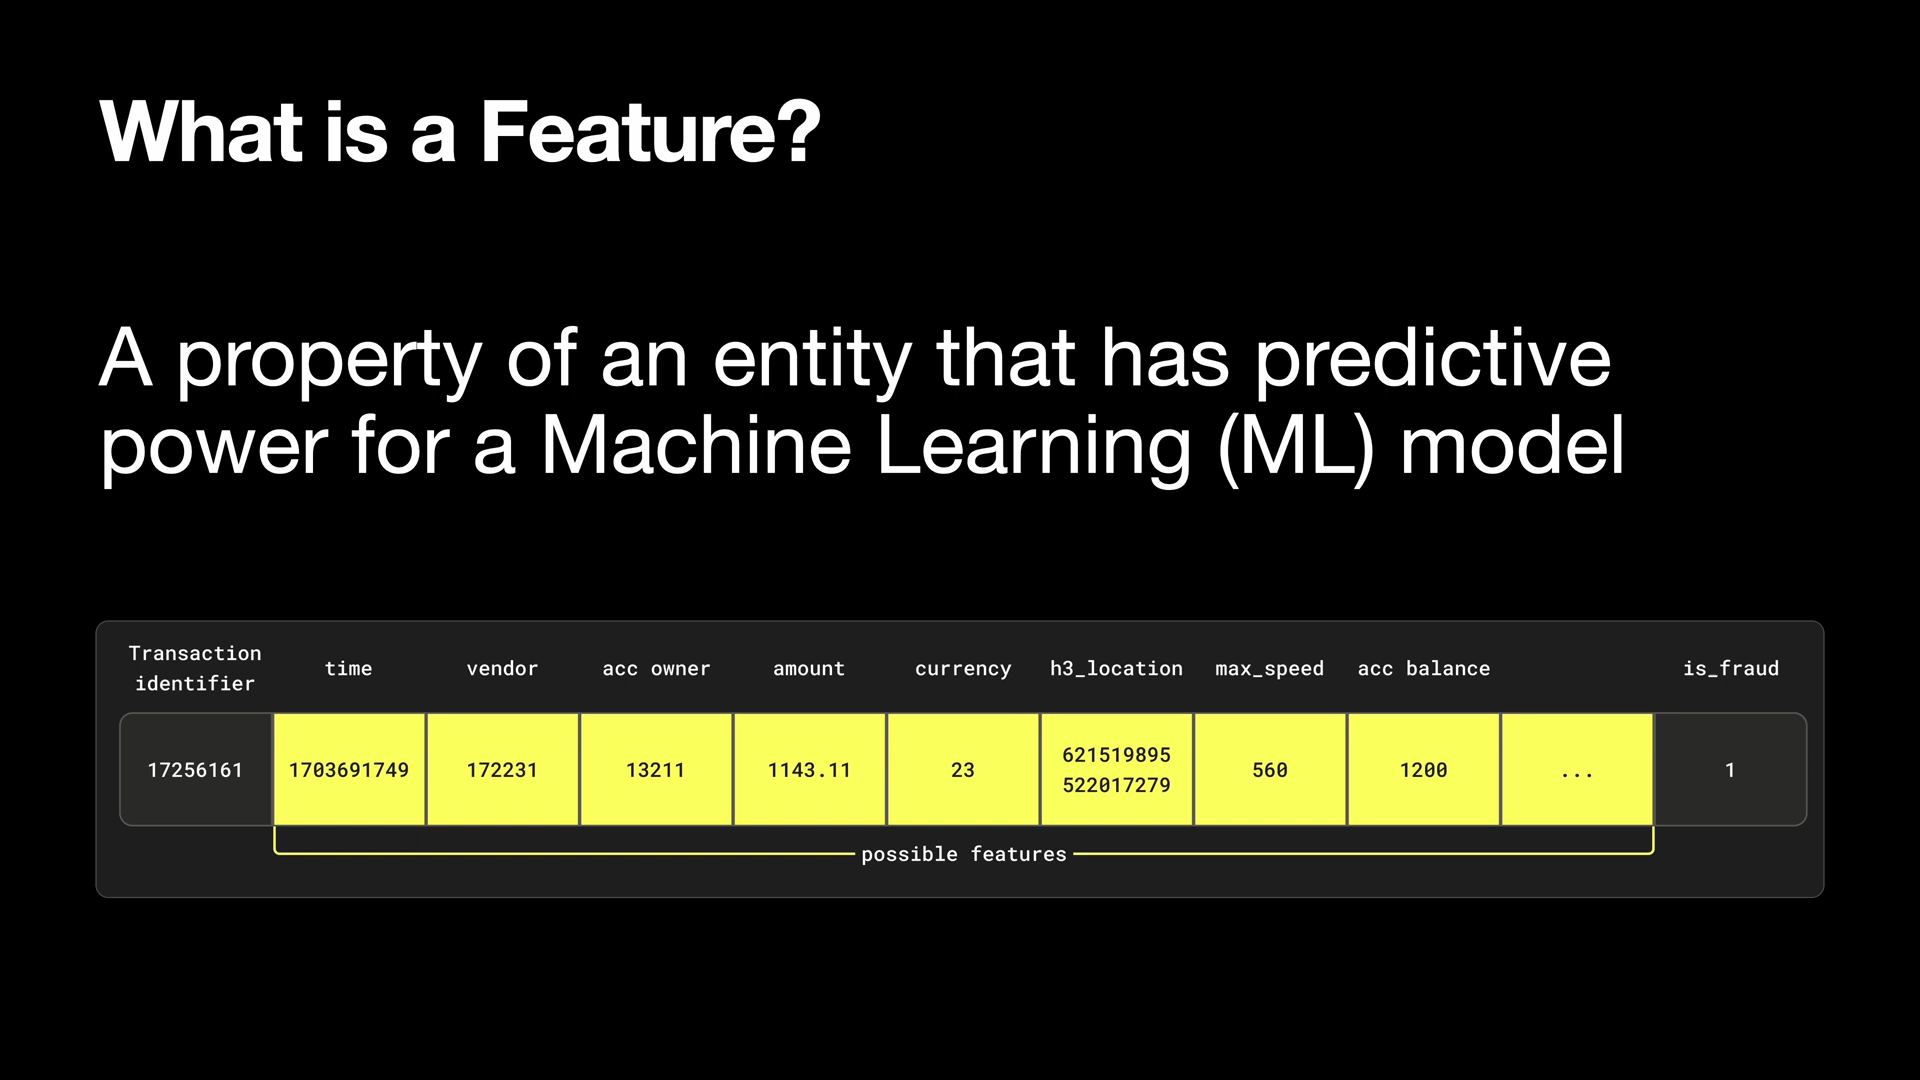 What is a Feature?
A property of an entity that has predictive
power for a Machine Learning (ML) model
Transaction
identifier
time
vendor
acc owner
amount
currency
h3_location
max_speed
acc balance
is_fraud
17256161
1703691749
172231
13211
1143.11
23
621519895
522017279
560
1200
...
1
possible features